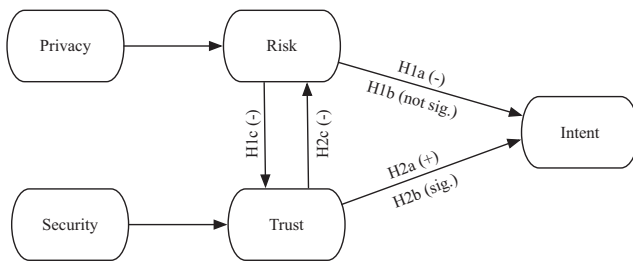 Privacy
Risk
H1a (-)
H1b (not sig.)
H1c (-)
H2c (-)
Intent
H2a (+)
H2b (sig.)
Security
Trust